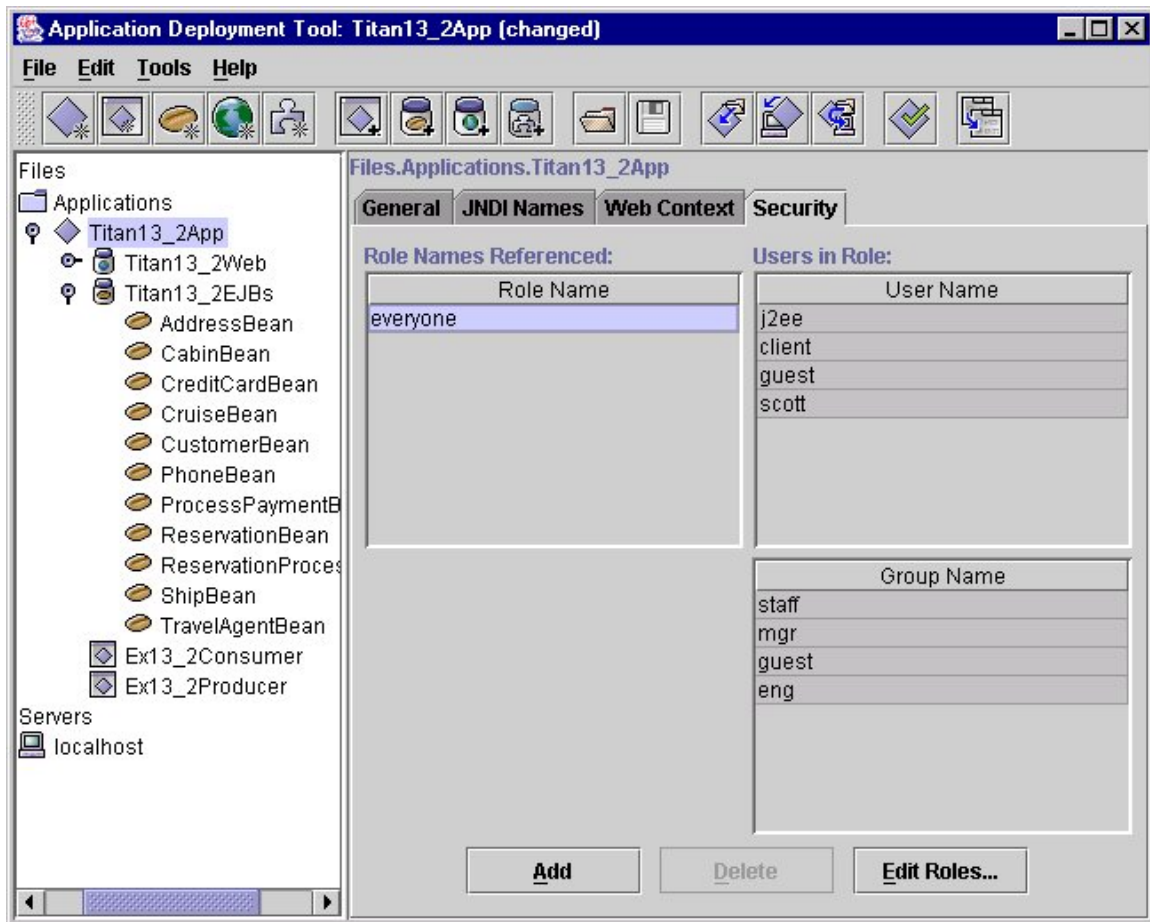 Application Deployment Tool: Titan13_2App (changed)
File Edit Tools Help
Files
Applications
Titan13_2App
Titan13_2Web
Titan13_2EJBs
AddressBean
CabinBean
CreditCardBean
CruiseBean
CustomerBean
PhoneBean
ProcessPaymentB
ReservationBean
ReservationProces
ShipBean
TravelAgentBean
Ex13_2Consumer
Ex13_2Producer
Servers
localhost
Files.Applications.Titan13_2App
General JNDI Names Web Context Security
Role Names Referenced:
Role Name
everyone
Users in Role:
User Name
j2ee
client
guest
scott
Group Name
staff
mgr
guest
eng
Add Delete Edit Roles...